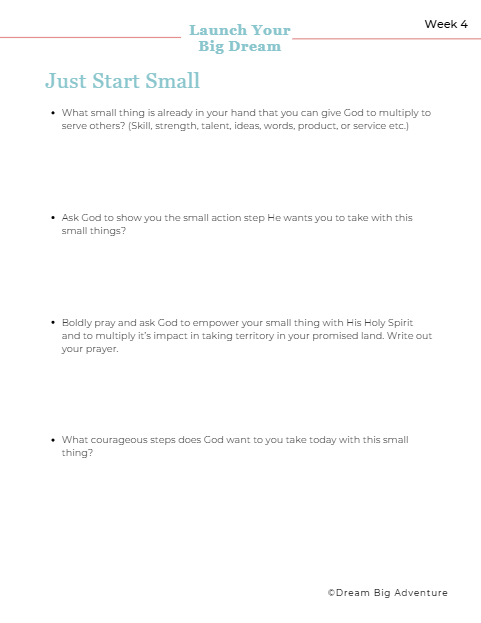 Week 4
Launch Your
Big Dream
Just Start Small
• What small thing is already in your hand that you can give God to multiply to
serve others? (Skill, strength, talent, ideas, words, product, or service etc.)
• Ask God to show you the small action step He wants you to take with this
small things?
• Boldly pray and ask God to empower your small thing with His Holy Spirit
and to multiply it's impact in taking territory in your promised land. Write out
your prayer.
• What courageous steps does God want to you take today with this small
thing?
©Dream Big Adventure